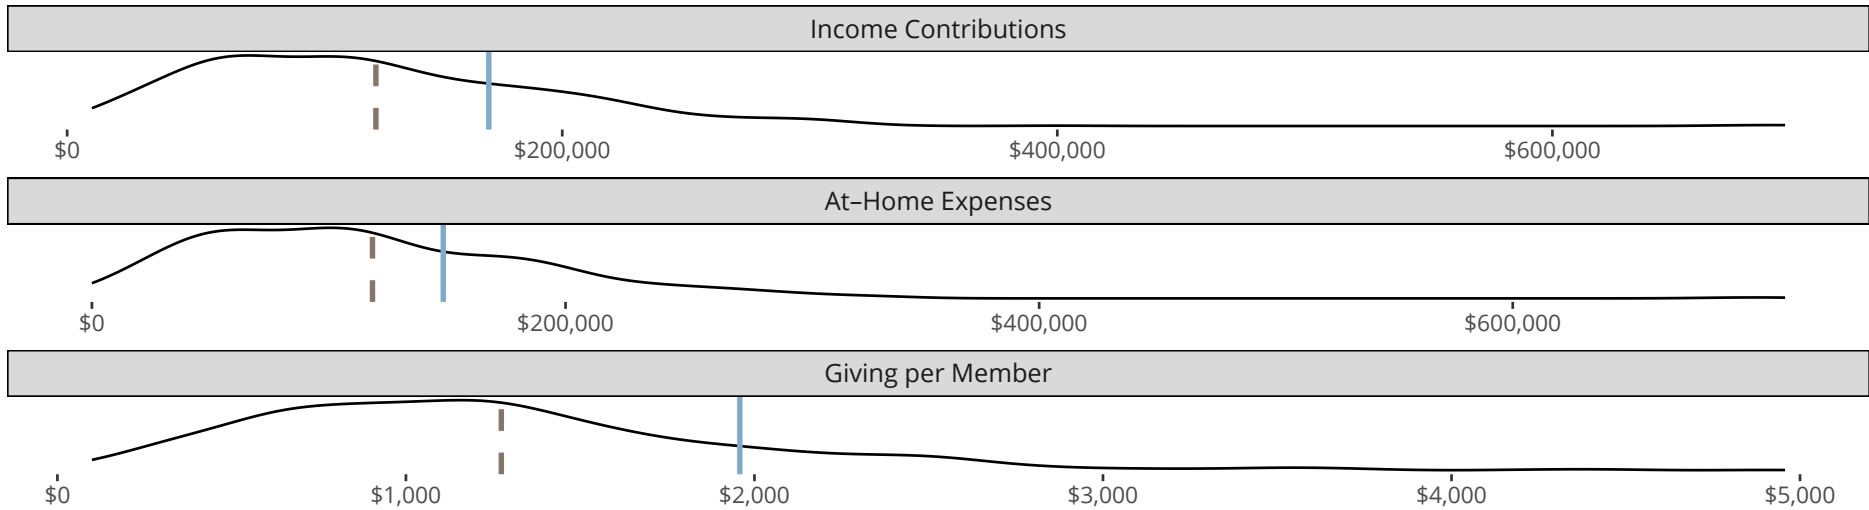 Income Contributions
$0 $200,000 $400,000 $600,000
At–Home Expenses
$0 $200,000 $400,000 $600,000
Giving per Member
$0 $1,000 $2,000 $3,000 $4,000 $5,000